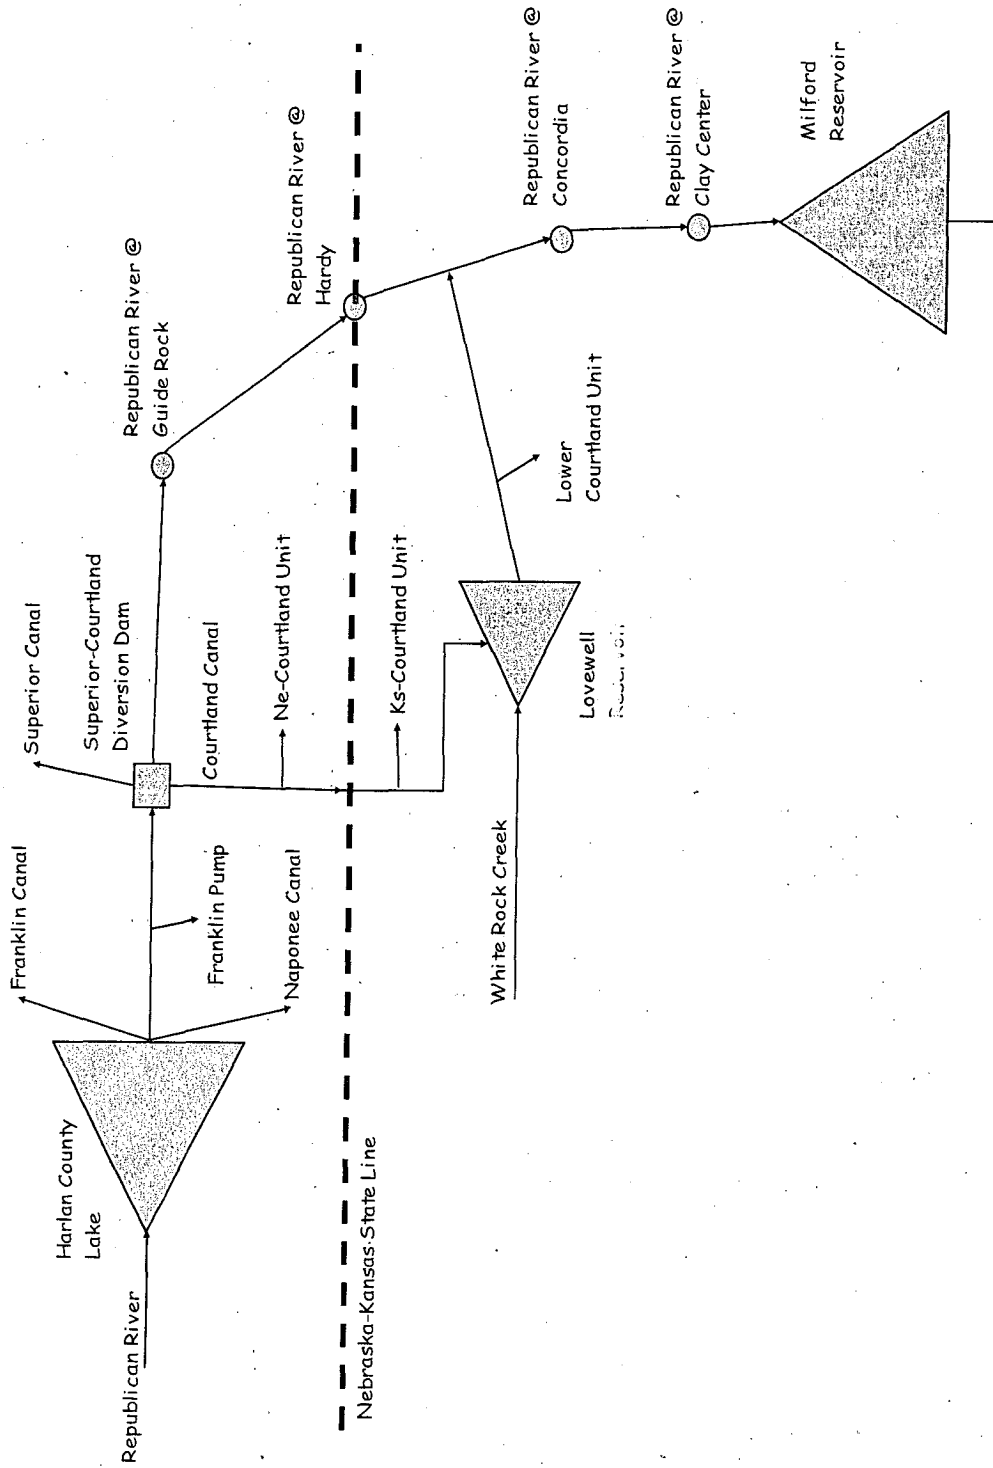 Republican River
Harlan County
Lake
Franklin Canal
Franklin Pump
Naponee Canal
Superior Canal
Superior-Courtland
Diversion Dam
Courtland Canal
Ne-Courtland Unit
Ks-Courtland Unit
Republican River @
Guide Rock
Republican River @
Hardy
Nebraska-Kansas State Line
White Rock Creek
Lovewell
Reservoir
Lower
Courtland Unit
Republican River @
Concordia
Republican River @
Clay Center
Milford
Reservoir